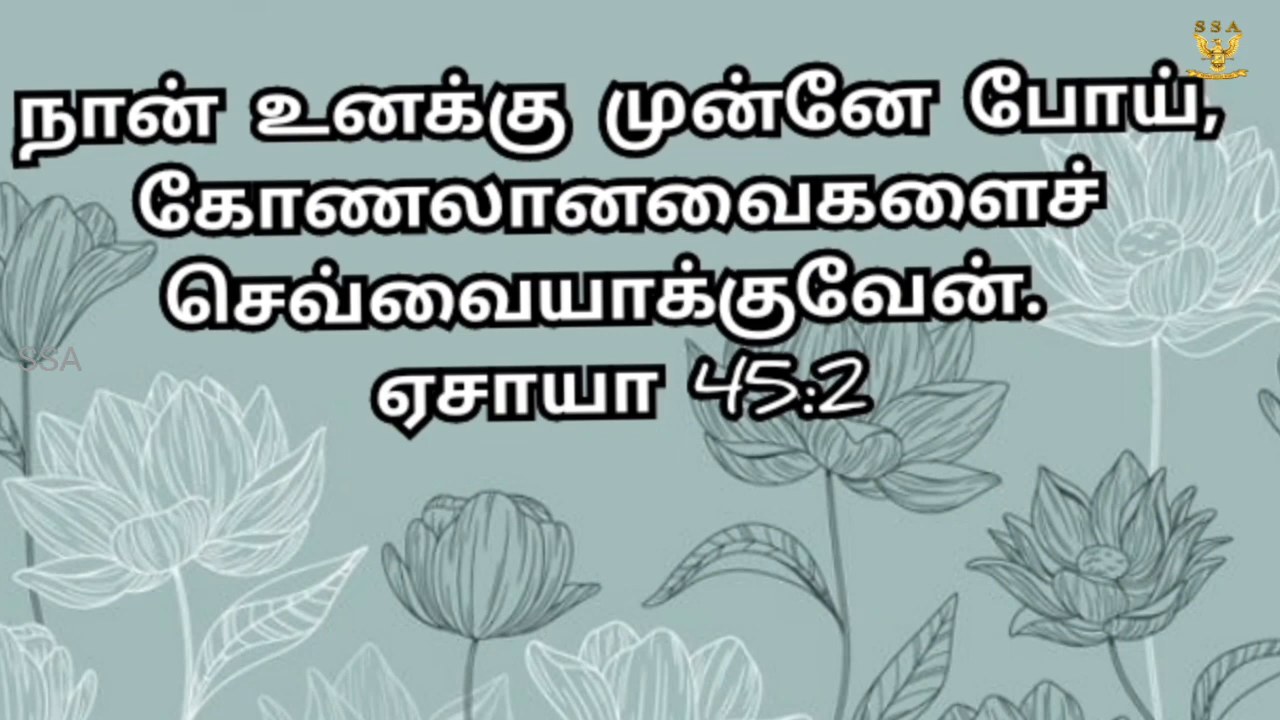 SSA
நான் உனக்கு முன்னே போய்,
கோணலானவைகளைச்
செவ்வையாக்குவேன்.
ஏசாயா 45:2
SSA